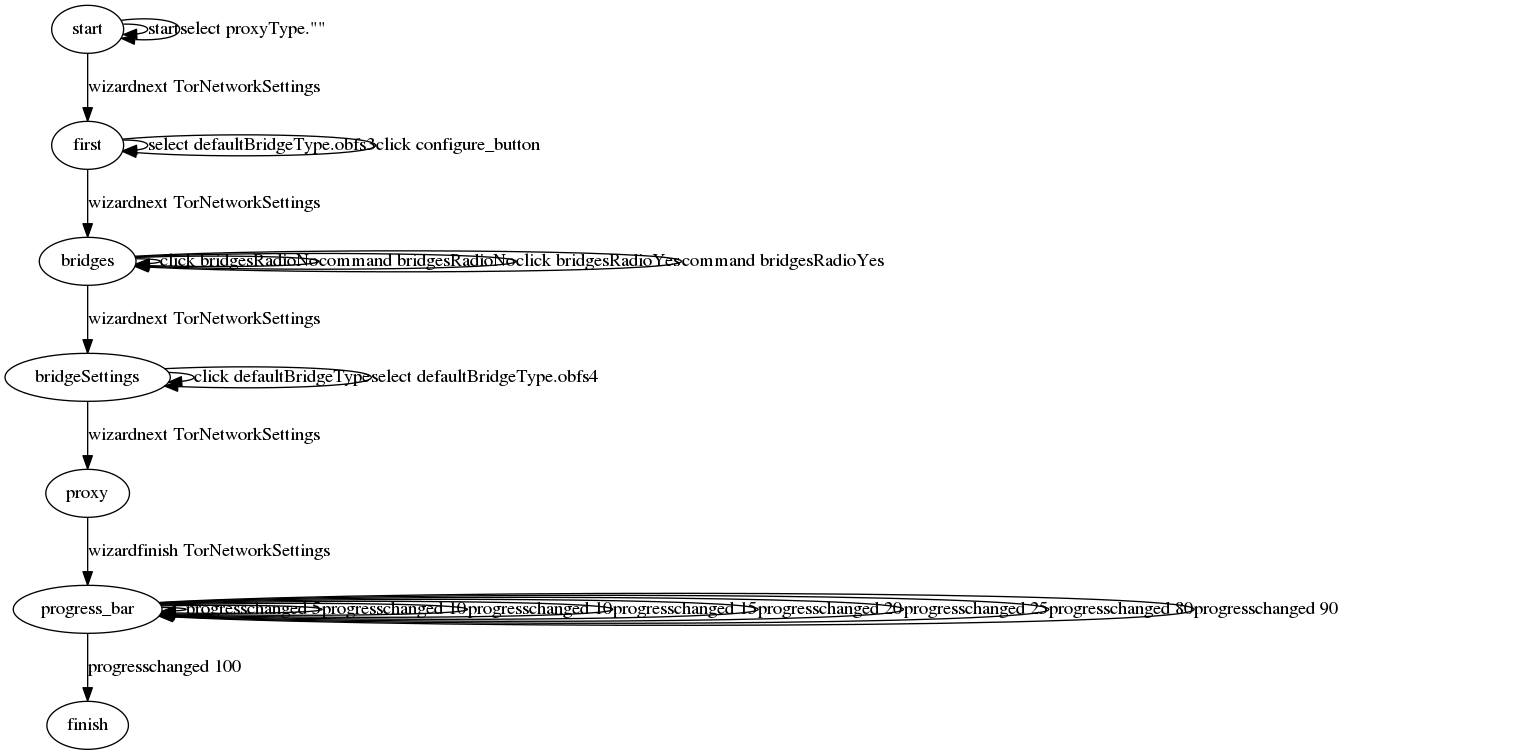 start
start
select proxyType.""
wizardnext TorNetworkSettings
first
select defaultBridgeType.obfs3
click configure_button
wizardnext TorNetworkSettings
bridges
click bridgesRadioNo
command bridgesRadioNo
click bridgesRadioYes
command bridgesRadioYes
wizardnext TorNetworkSettings
bridgeSettings
click defaultBridgeType
select defaultBridgeType.obfs4
wizardnext TorNetworkSettings
proxy
wizardfinish TorNetworkSettings
progress_bar
progresschanged 5
progresschanged 10
progresschanged 10
progresschanged 15
progresschanged 20
progresschanged 25
progresschanged 80
progresschanged 90
progresschanged 100
finish